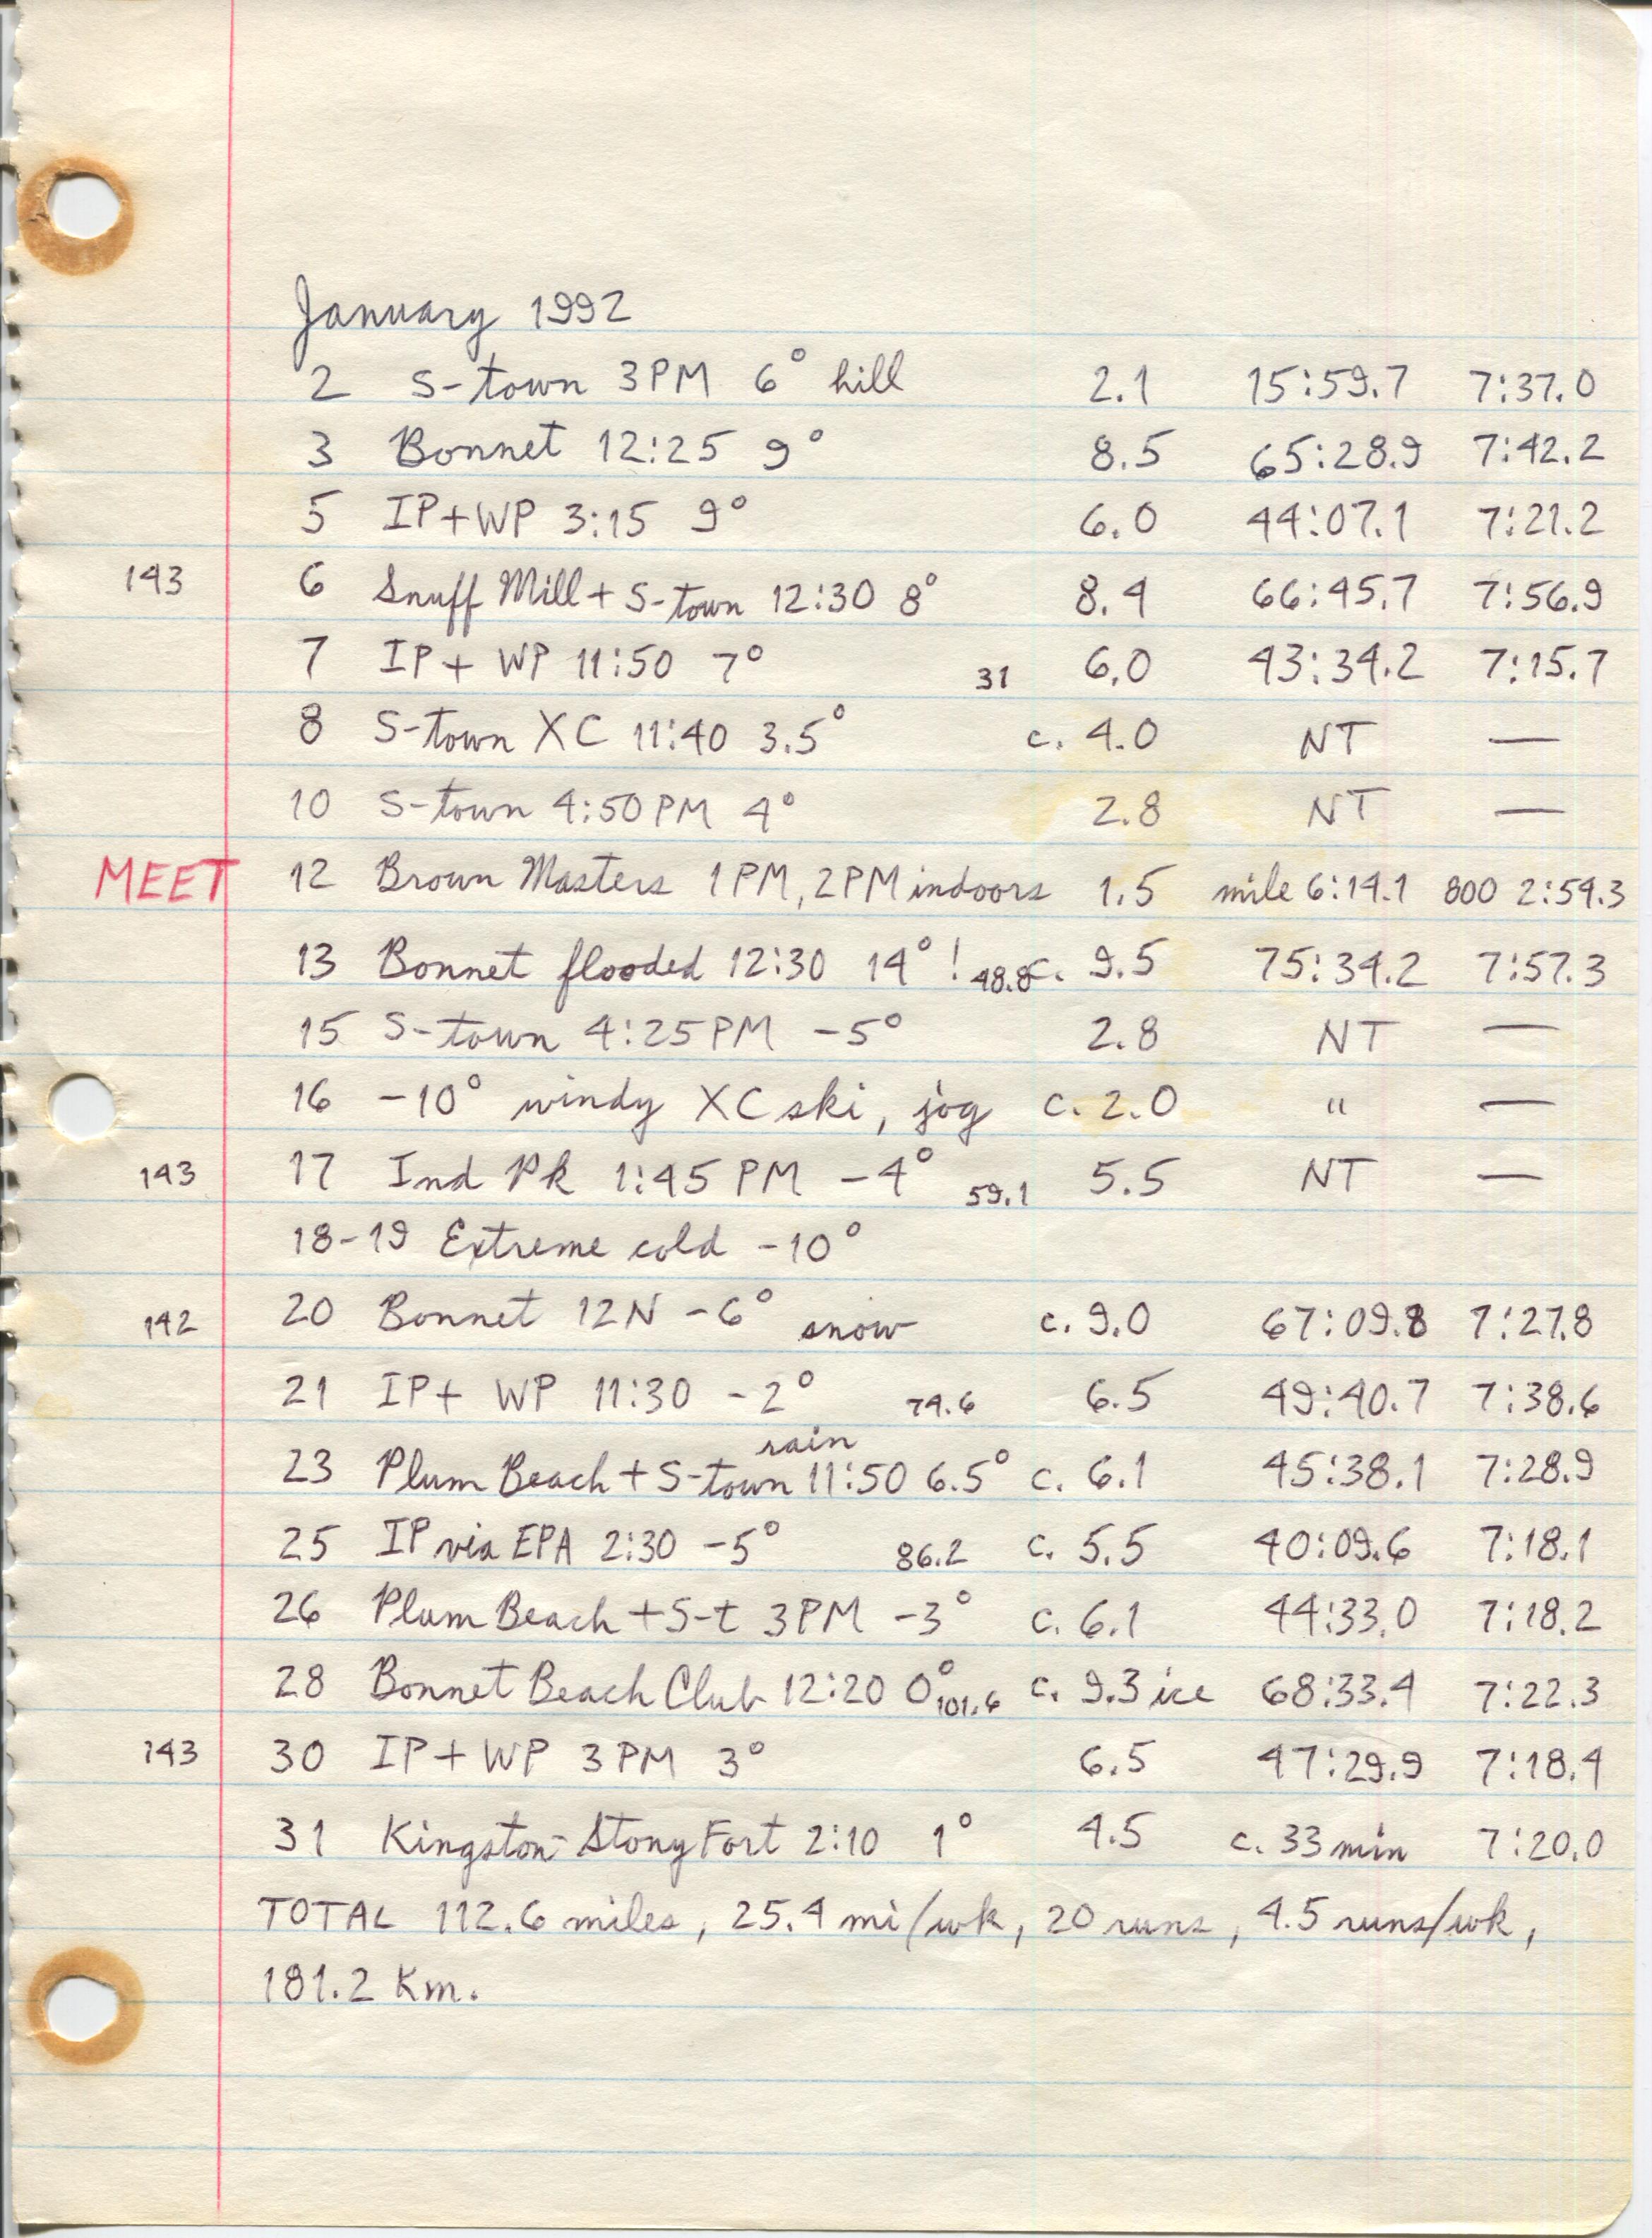 January 1992
2 S-town 3PM 6° hill 2.1 15:59.7 7:37.0
3 Bonnet 12:25 9° 8.5 65:28.9 7:42.2
5 IP+WP 3:15 9° 6.0 44:07.1 7:21.2
143 6 Snuff Mill + S-town 12:30 8° 8.4 66:45.7 7:56.9
7 IP+ WP 11:50 7° 31 6.0 43:34.2 7:15.7
8 S-town XC 11:40 3.5° c. 4.0 NT —
10 S-town 4:50PM 4° 2.8 NT —
MEET 12 Brown Masters 1PM, 2PM indoors 1.5 mile 6:14.1 800 2:54.3
13 Bonnet flooded 12:30 14° ! 48.8 c. 9.5 75:34.2 7:57.3
15 S-town 4:25PM -5° 2.8 NT —
16 -10° windy XC ski, jog c. 2.0 " —
143 17 Ind Pk 1:45 PM -4° 59.1 5.5 NT —
18-19 Extreme cold -10°
142 20 Bonnet 12N -6° snow c. 9.0 67:09.8 7:27.8
21 IP+ WP 11:30 -2° 74.6 6.5 49:40.7 7:38.6
23 Plum Beach + S-town rain 11:50 6.5° c. 6.1 45:38.1 7:28.9
25 IP via EPA 2:30 -5° 86.2 c. 5.5 40:09.6 7:18.1
26 Plum Beach + S-t 3PM -3° c. 6.1 44:33.0 7:18.2
28 Bonnet Beach Club 12:20 0° 101.6 c. 9.3 ice 68:33.4 7:22.3
143 30 IP + WP 3 PM 3° 6.5 47:29.9 7:18.4
31 Kingston-Stony Fort 2:10 1° 4.5 c. 33 min 7:20.0
TOTAL 112.6 miles, 25.4 mi/wk, 20 runs, 4.5 runs/wk,
181.2 Km.